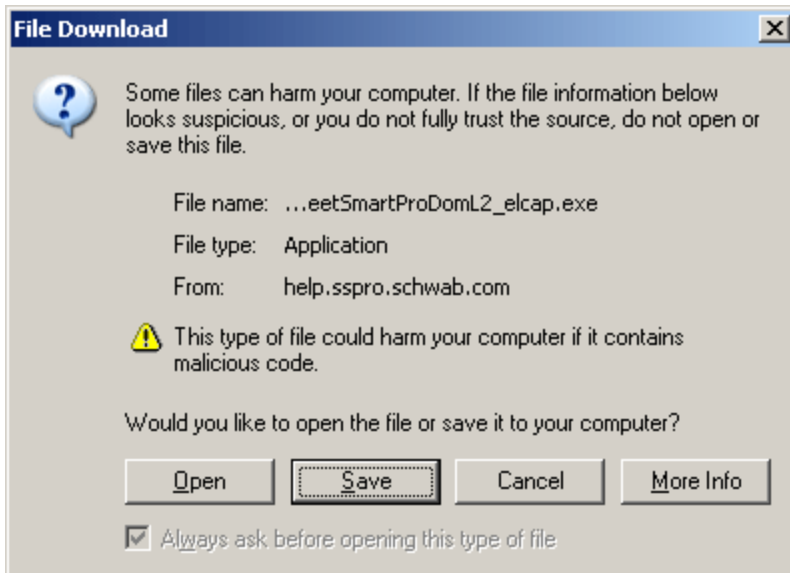 File Download
Some files can harm your computer. If the file information below
looks suspicious, or you do not fully trust the source, do not open or
save this file.
File name: ...eetSmartProDomL2_elcap.exe
File type: Application
From: help.sspro.schwab.com
This type of file could harm your computer if it contains
malicious code.
Would you like to open the file or save it to your computer?
Open Save Cancel More Info
Always ask before opening this type of file